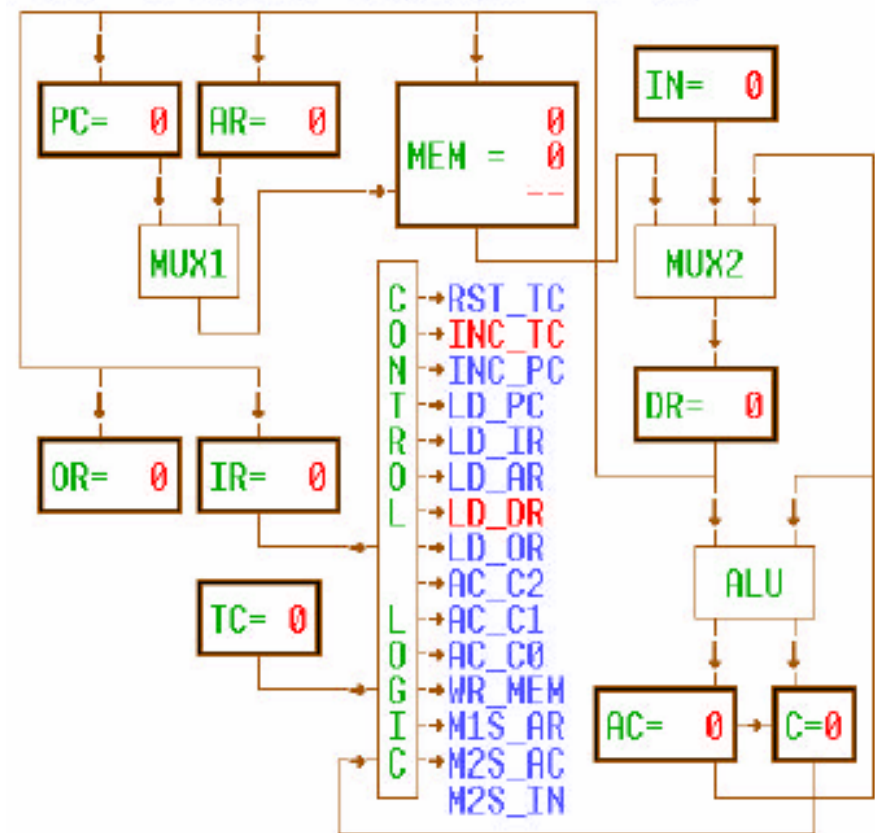 PC= 0
AR= 0
MEM = 0
0
--
IN= 0
MUX1
MUX2
CONTROL LOGIC
RST_TC
INC_TC
INC_PC
LD_PC
LD_IR
LD_AR
LD_DR
LD_OR
AC_C2
AC_C1
AC_C0
WR_MEM
M1S_AR
M2S_AC
M2S_IN
DR= 0
OR= 0
IR= 0
TC= 0
ALU
AC= 0
C=0